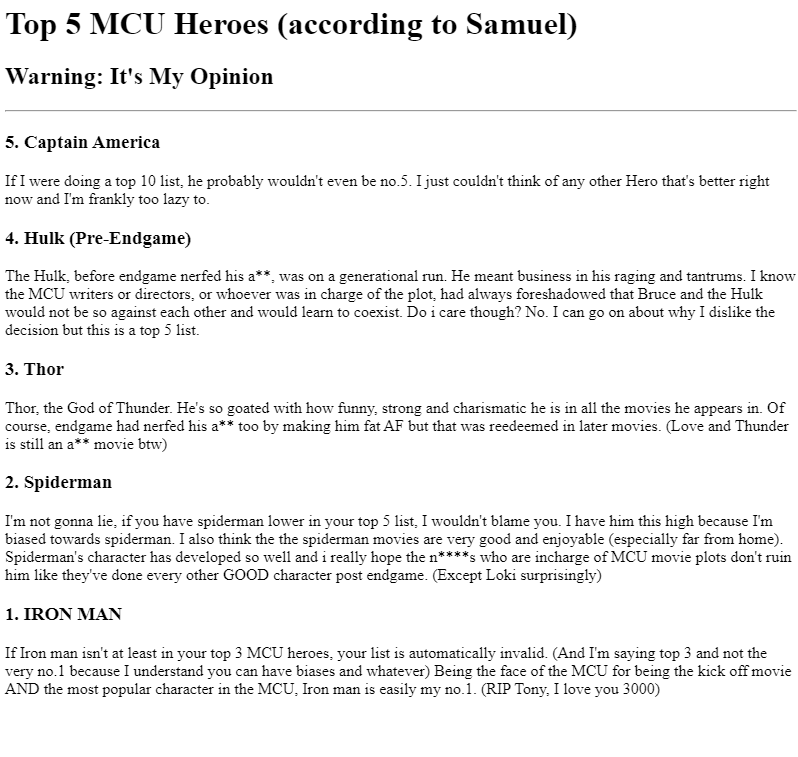 Top 5 MCU Heroes (according to Samuel)
Warning: It's My Opinion
5. Captain America
If I were doing a top 10 list, he probably wouldn't even be no.5. I just couldn't think of any other Hero that's better right
now and I'm frankly too lazy to.
4. Hulk (Pre-Endgame)
The Hulk, before endgame nerfed his a**, was on a generational run. He meant business in his raging and tantrums. I know
the MCU writers or directors, or whoever was in charge of the plot, had always foreshadowed that Bruce and the Hulk
would not be so against each other and would learn to coexist. Do i care though? No. I can go on about why I dislike the
decision but this is a top 5 list.
3. Thor
Thor, the God of Thunder. He's so goated with how funny, strong and charismatic he is in all the movies he appears in. Of
course, endgame had nerfed his a** too by making him fat AF but that was reedeemed in later movies. (Love and Thunder
is still an a** movie btw)
2. Spiderman
I'm not gonna lie, if you have spiderman lower in your top 5 list, I wouldn't blame you. I have him this high because I'm
biased towards spiderman. I also think the the spiderman movies are very good and enjoyable (especially far from home).
Spiderman's character has developed so well and i really hope the n****s who are incharge of MCU movie plots don't ruin
him like they've done every other GOOD character post endgame. (Except Loki surprisingly)
1. IRON MAN
If Iron man isn't at least in your top 3 MCU heroes, your list is automatically invalid. (And I'm saying top 3 and not the
very no.1 because I understand you can have biases and whatever) Being the face of the MCU for being the kick off movie
AND the most popular character in the MCU, Iron man is easily my no.1. (RIP Tony, I love you 3000)